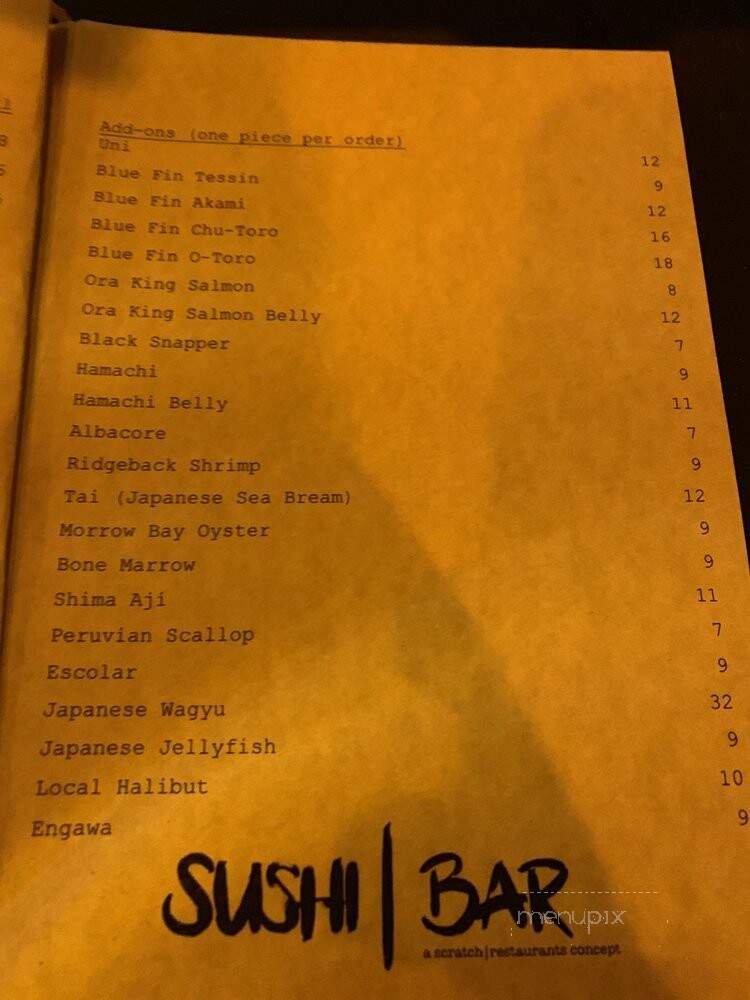 Add-ons (one piece per order)
Uni 12
Blue Fin Tessin 9
Blue Fin Akami 12
Blue Fin Chu-Toro 16
Blue Fin O-Toro 18
Ora King Salmon 8
Ora King Salmon Belly 12
Black Snapper 7
Hamachi 9
Hamachi Belly 11
Albacore 7
Ridgeback Shrimp 9
Tai (Japanese Sea Bream) 12
Morrow Bay Oyster 9
Bone Marrow 9
Shima Aji 11
Peruvian Scallop 7
Escolar 9
Japanese Wagyu 32
Japanese Jellyfish 9
Local Halibut 10
Engawa 9
SUSHI | BAR
menupix
a scratch|restaurants concept